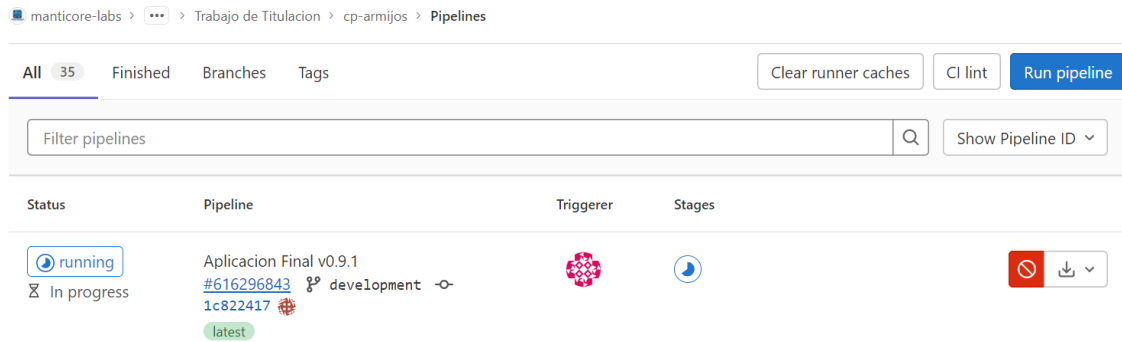 manticore-labs > ••• > Trabajo de Titulacion > cp-armijos > Pipelines
All 35 Finished Branches Tags Clear runner caches CI lint Run pipeline
Filter pipelines Show Pipeline ID
Status Pipeline Triggerer Stages
running Aplicacion Final v0.9.1
In progress #616296843 development
1c822417
latest